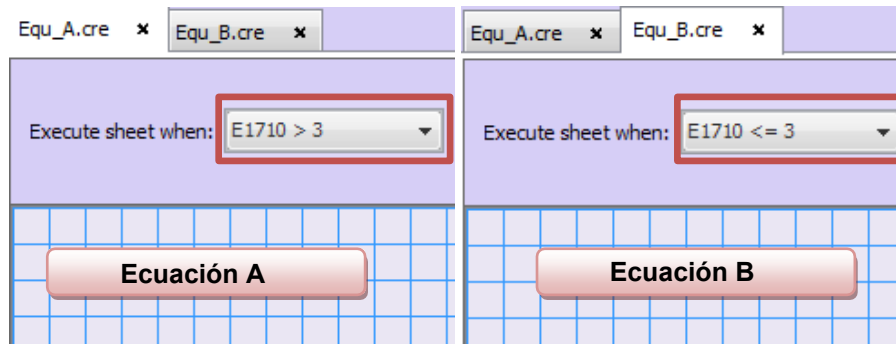 Equ_A.cre × Equ_B.cre ×
Execute sheet when: E1710 > 3
Ecuación A
Equ_A.cre × Equ_B.cre ×
Execute sheet when: E1710 <= 3
Ecuación B